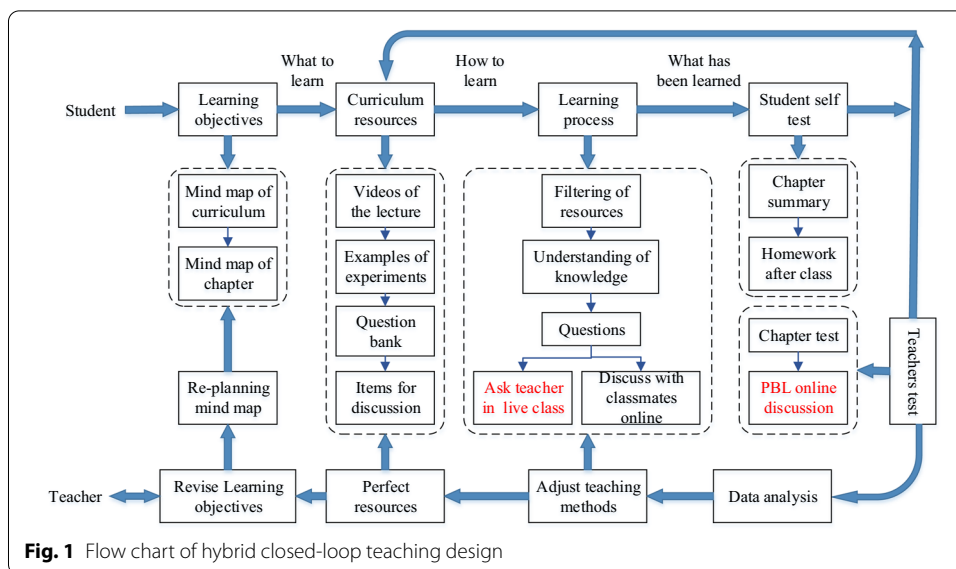 What to
learn
How to
learn
What has
been learned
Student
Learning
objectives
Curriculum
resources
Learning
process
Student self
test
Mind map of
curriculum
Mind map of
chapter
Videos of
the lecture
Examples of
experiments
Question
bank
Items for
discussion
Filtering of
resources
Understanding of
knowledge
Questions
Ask teacher
in live class
Discuss with
classmates
online
Chapter
summary
Homework
after class
Chapter test
PBL online
discussion
Teachers test
Re-planning
mind map
Teacher
Revise Learning
objectives
Perfect
resources
Adjust teaching
methods
Data analysis
Fig. 1 Flow chart of hybrid closed-loop teaching design